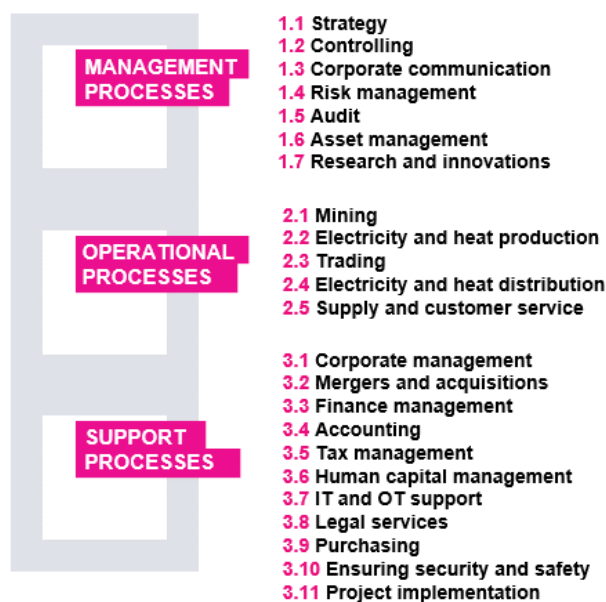 MANAGEMENT
PROCESSES
1.1 Strategy
1.2 Controlling
1.3 Corporate communication
1.4 Risk management
1.5 Audit
1.6 Asset management
1.7 Research and innovations
OPERATIONAL
PROCESSES
2.1 Mining
2.2 Electricity and heat production
2.3 Trading
2.4 Electricity and heat distribution
2.5 Supply and customer service
SUPPORT
PROCESSES
3.1 Corporate management
3.2 Mergers and acquisitions
3.3 Finance management
3.4 Accounting
3.5 Tax management
3.6 Human capital management
3.7 IT and OT support
3.8 Legal services
3.9 Purchasing
3.10 Ensuring security and safety
3.11 Project implementation